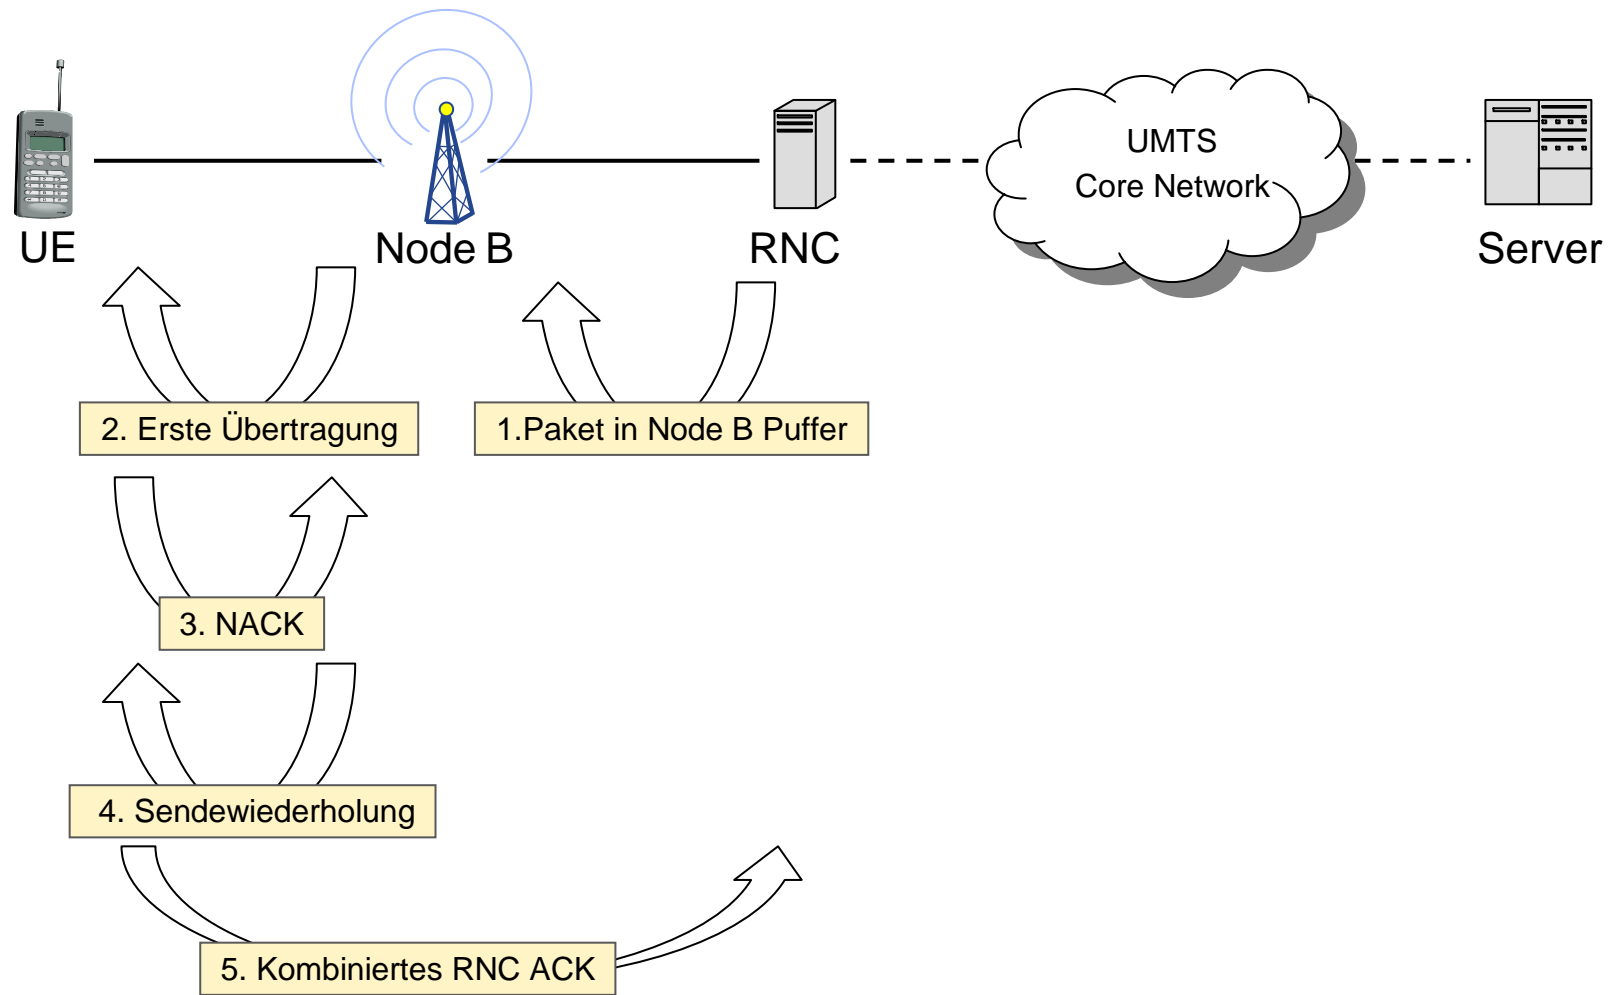 UMTS
Core Network
UE
Node B
RNC
Server
2. Erste Übertragung
1.Paket in Node B Puffer
3. NACK
4. Sendewiederholung
5. Kombiniertes RNC ACK